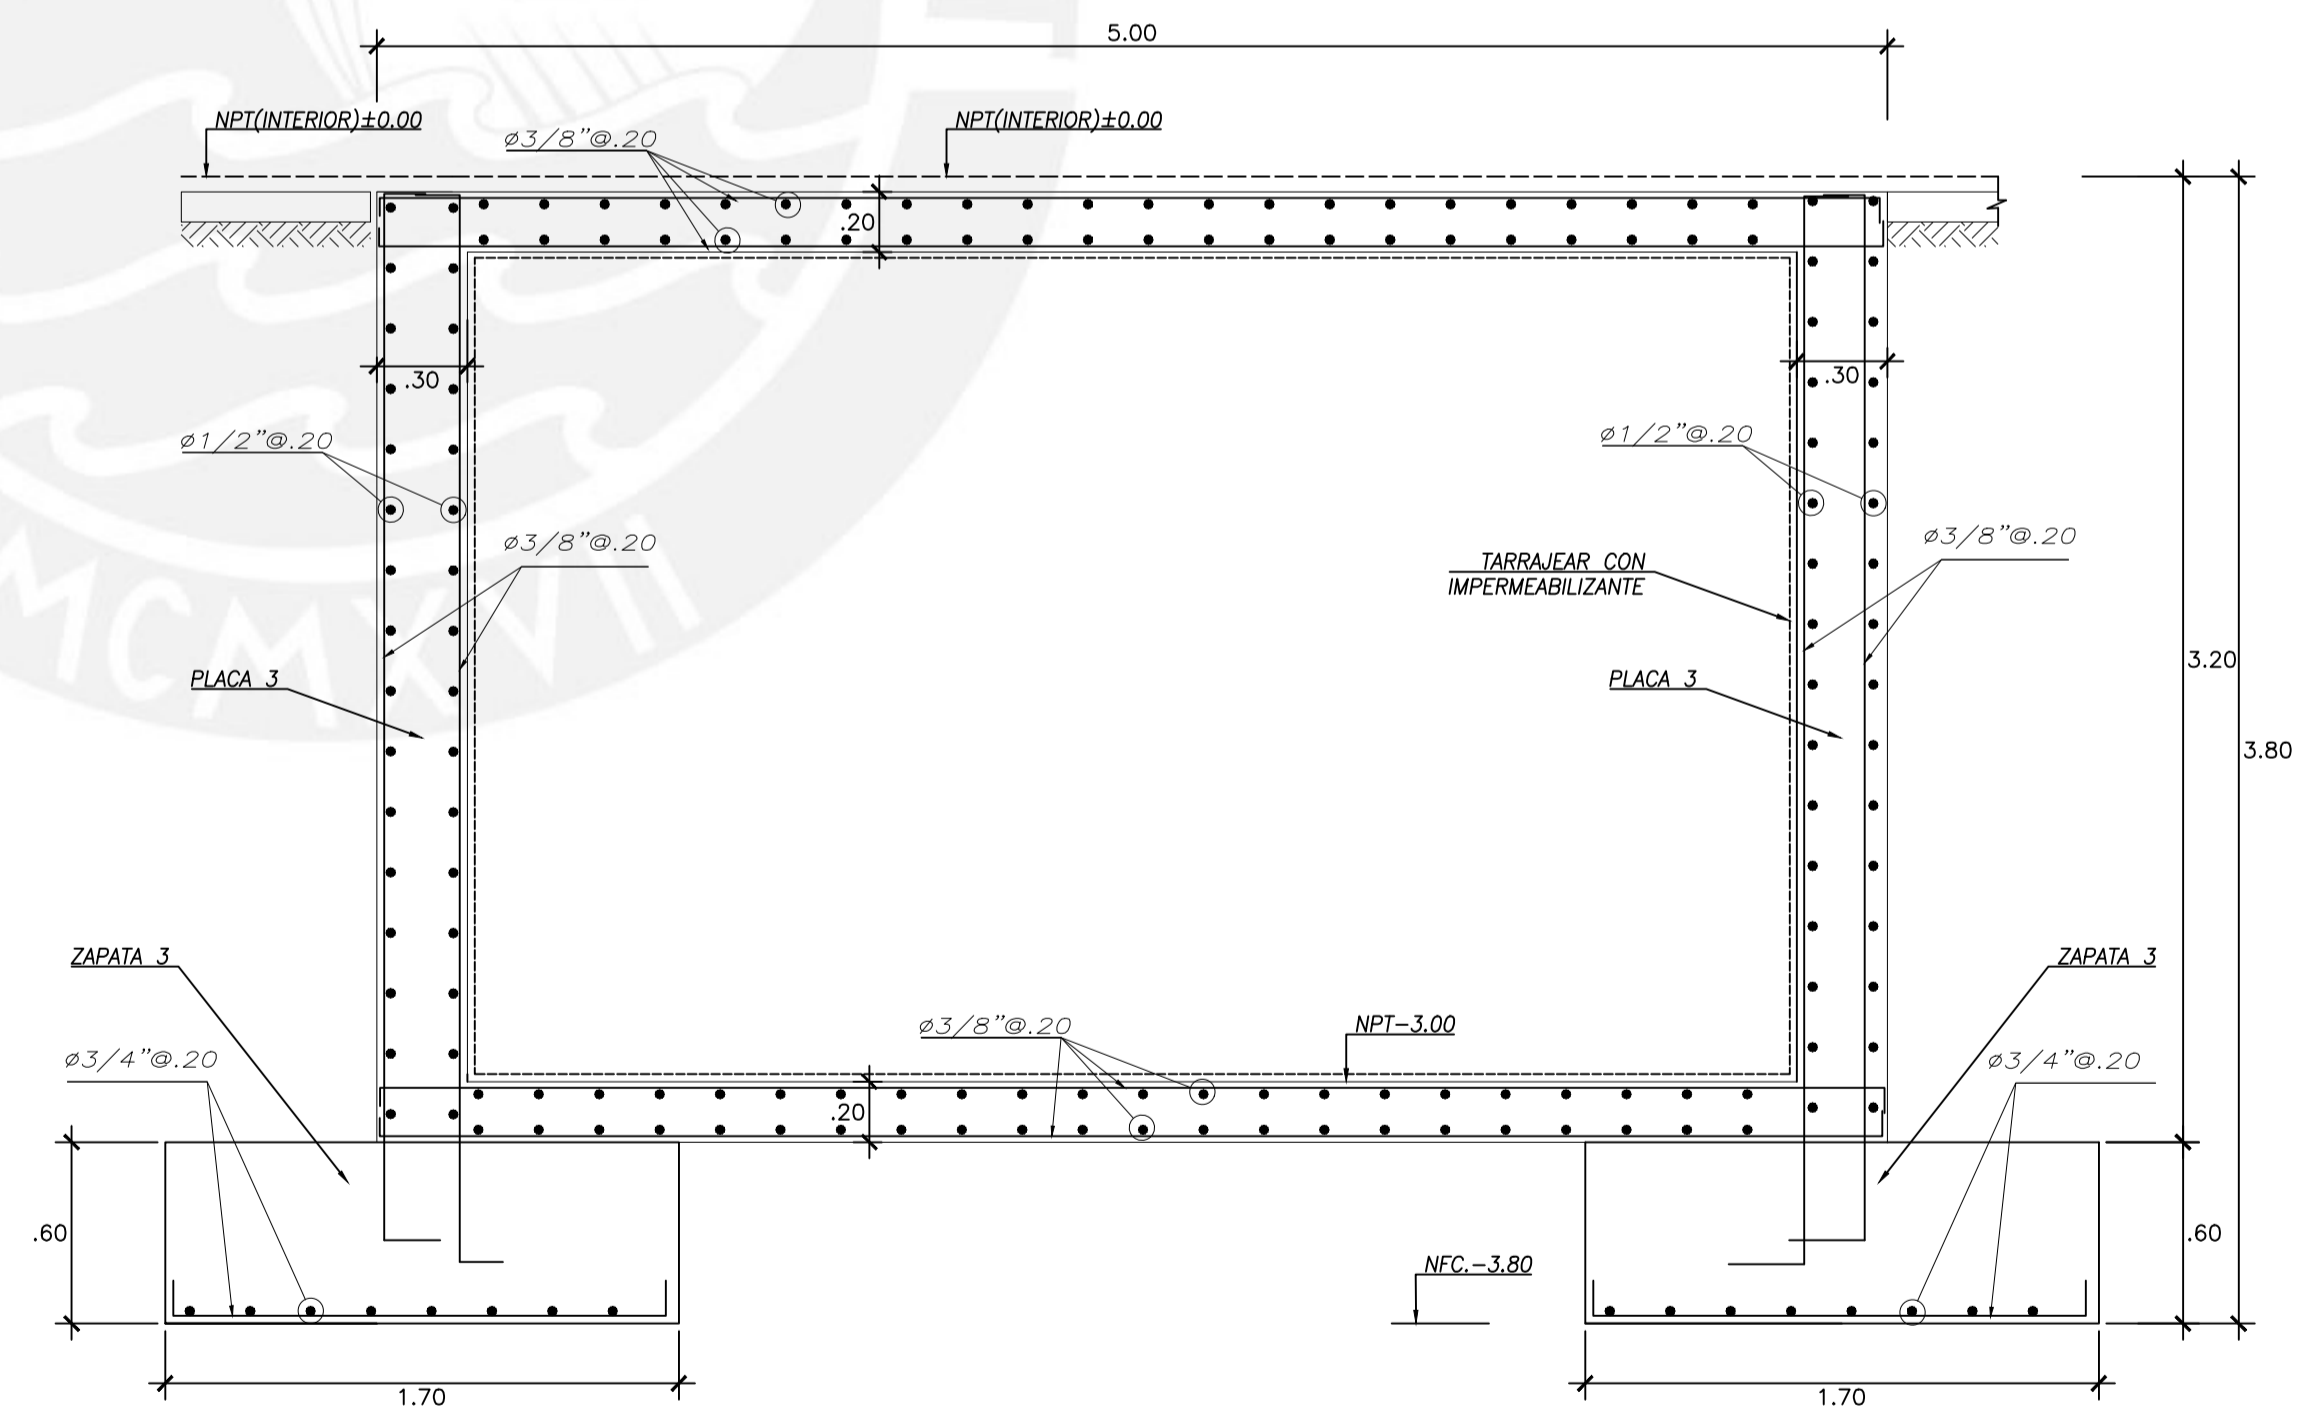 5.00
NPT(INTERIOR)±0.00
NPT(INTERIOR)±0.00
ø3/8"@.20
.20
.30
.30
ø1/2"@.20
ø1/2"@.20
ø3/8"@.20
ø3/8"@.20
TARRAJEAR CON
IMPERMEABILIZANTE
PLACA 3
PLACA 3
3.20
3.80
MCMXVII
ZAPATA 3
ZAPATA 3
ø3/8"@.20
NPT-3.00
ø3/4"@.20
ø3/4"@.20
.20
.60
.60
NFC.-3.80
1.70
1.70